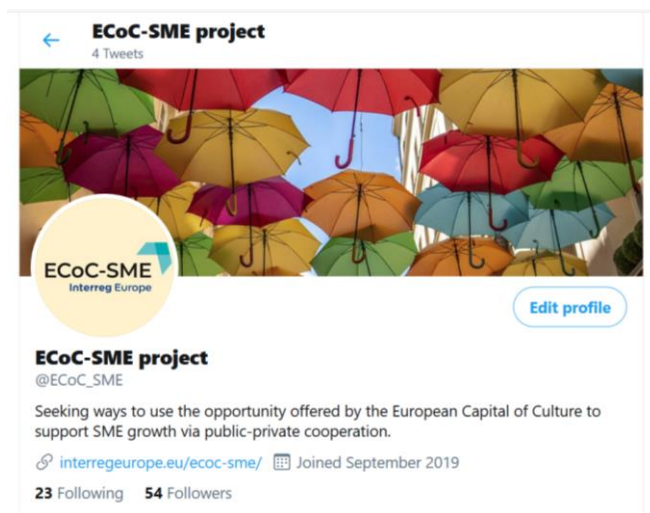 ECoC-SME project
4 Tweets
ECoC-SME
Interreg Europe
Edit profile
ECoC-SME project
@ECoC_SME
Seeking ways to use the opportunity offered by the European Capital of Culture to
support SME growth via public-private cooperation.
interregeurope.eu/ecoc-sme/ Joined September 2019
23 Following 54 Followers